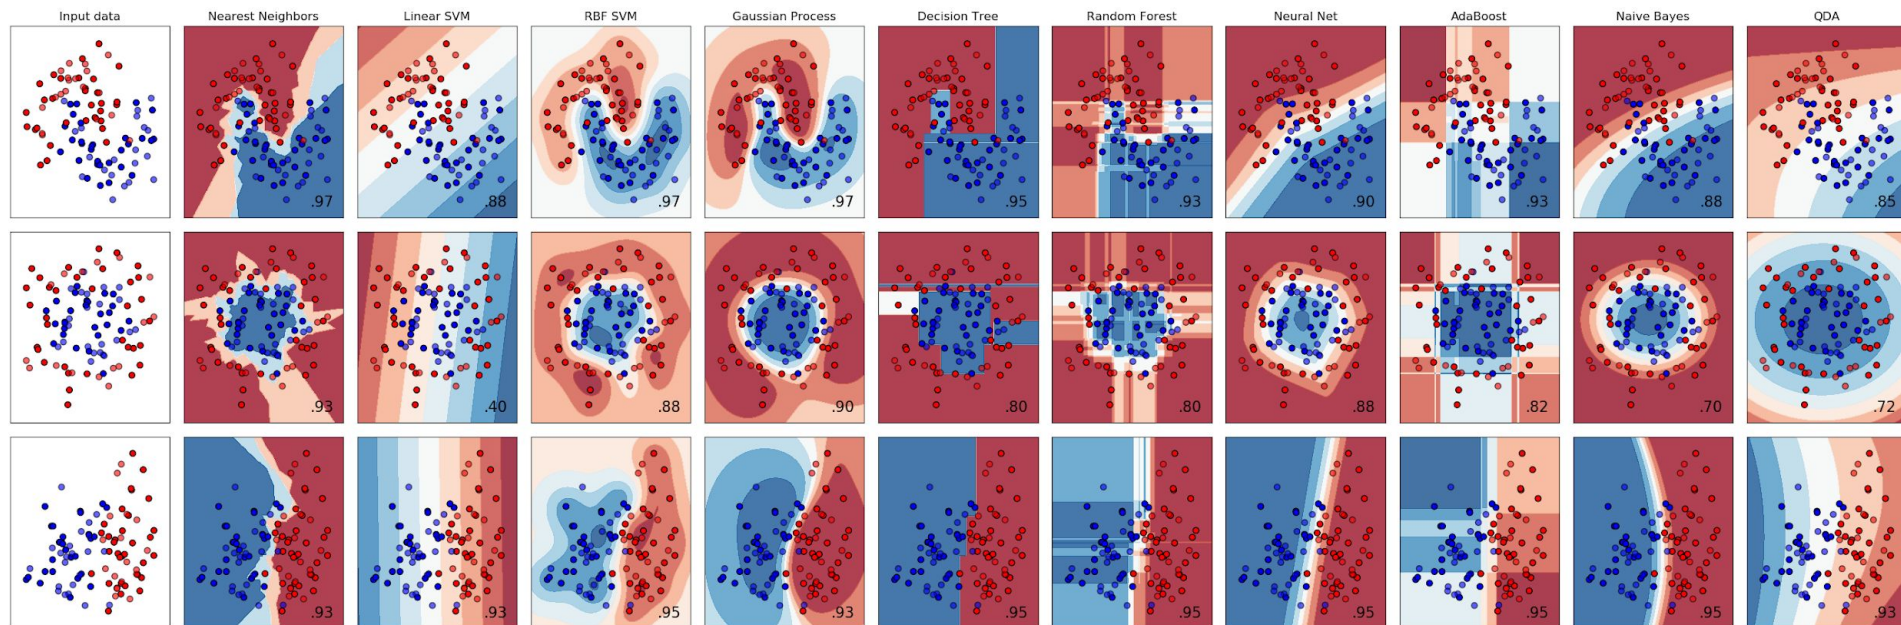 Input data Nearest Neighbors Linear SVM RBF SVM Gaussian Process Decision Tree Random Forest Neural Net AdaBoost Naive Bayes QDA
.97 .88 .97 .97 .95 .93 .90 .93 .88 .85
.93 .40 .88 .90 .80 .80 .88 .82 .70 .72
.93 .93 .95 .93 .95 .95 .95 .95 .95 .93